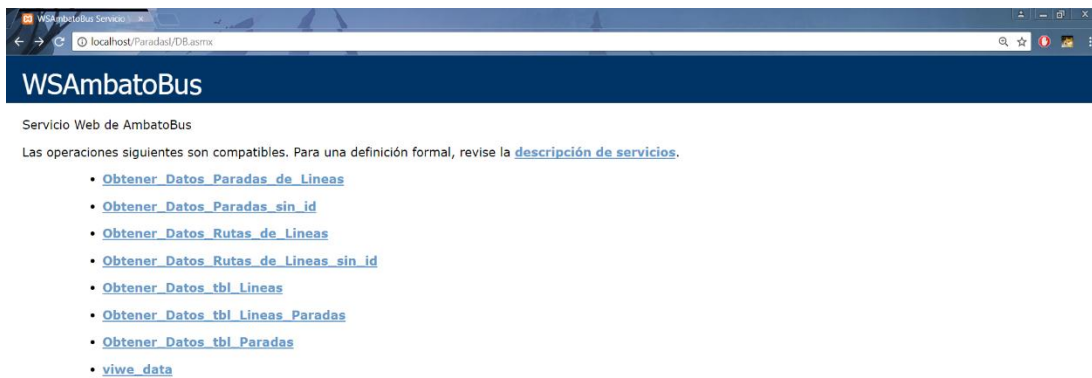 WSAmbatoBus Servicio
localhost/ParadasI/DB.asmx
WSAmbatoBus
Servicio Web de AmbatoBus
Las operaciones siguientes son compatibles. Para una definición formal, revise la descripción de servicios.
• Obtener_Datos_Paradas_de_Lineas
• Obtener_Datos_Paradas_sin_id
• Obtener_Datos_Rutas_de_Lineas
• Obtener_Datos_Rutas_de_Lineas_sin_id
• Obtener_Datos_tbl_Lineas
• Obtener_Datos_tbl_Lineas_Paradas
• Obtener_Datos_tbl_Paradas
• viwe_data